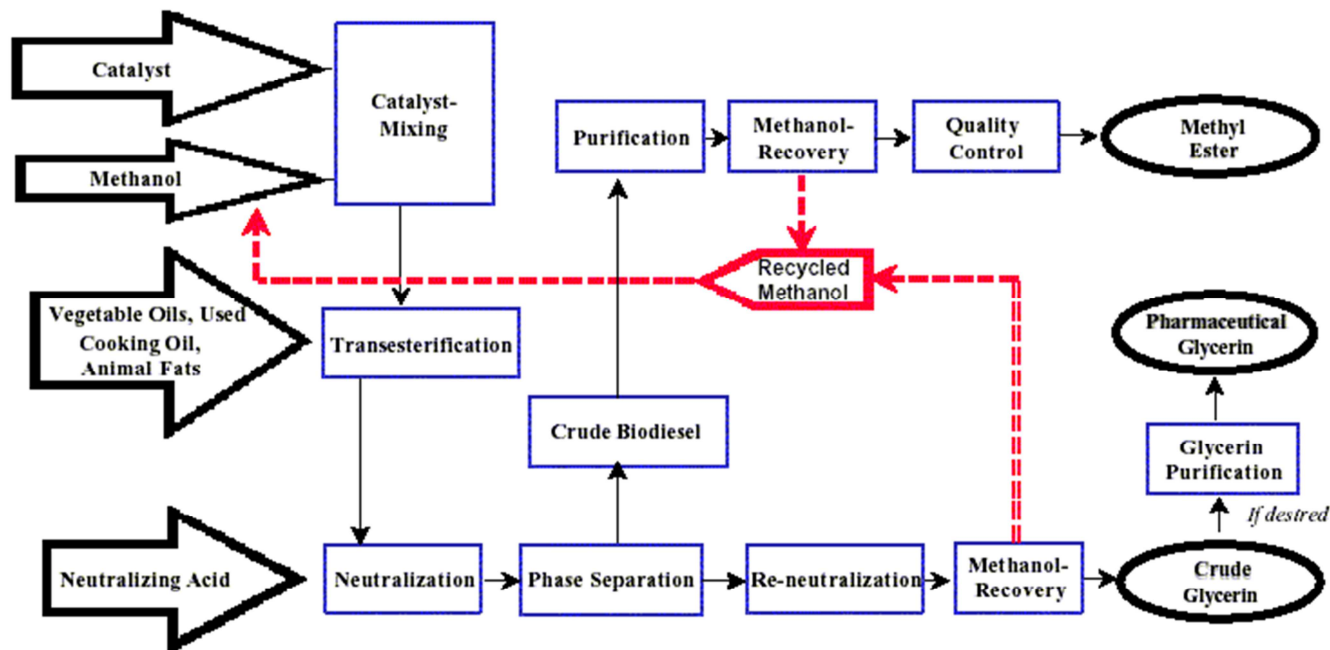 Catalyst
Catalyst-
Mixing
Methanol
Purification
Methanol-
Recovery
Quality
Control
Methyl
Ester
Recycled
Methanol
Vegetable Oils, Used
Cooking Oil,
Animal Fats
Transesterification
Crude Biodiesel
Pharmaceutical
Glycerin
Glycerin
Purification
If destred
Neutralizing Acid
Neutralization
Phase Separation
Re-neutralization
Methanol-
Recovery
Crude
Glycerin